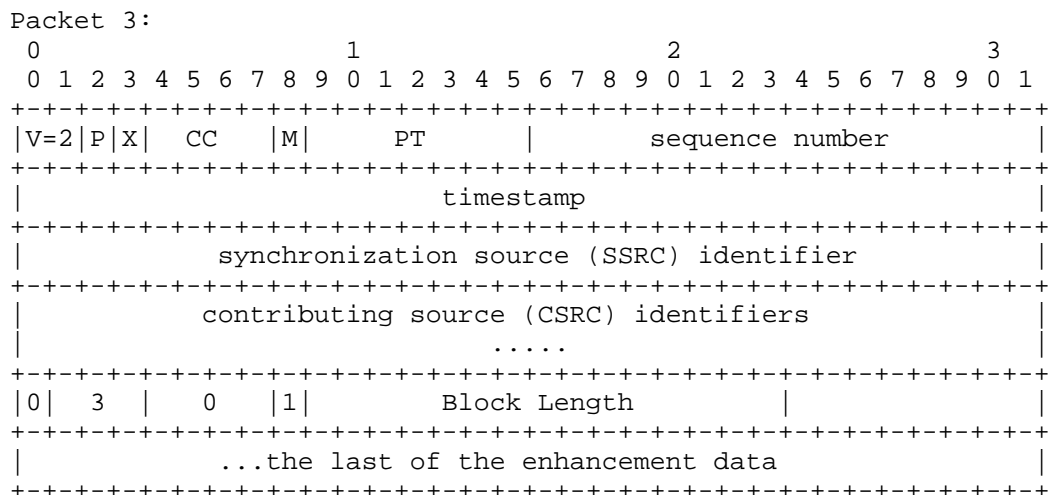 Packet 3:
 0                   1                   2                   3
 0 1 2 3 4 5 6 7 8 9 0 1 2 3 4 5 6 7 8 9 0 1 2 3 4 5 6 7 8 9 0 1
+-+-+-+-+-+-+-+-+-+-+-+-+-+-+-+-+-+-+-+-+-+-+-+-+-+-+-+-+-+-+-+-+
|V=2|P|X|  CC   |M|     PT      |       sequence number         |
+-+-+-+-+-+-+-+-+-+-+-+-+-+-+-+-+-+-+-+-+-+-+-+-+-+-+-+-+-+-+-+-+
|                          timestamp                            |
+-+-+-+-+-+-+-+-+-+-+-+-+-+-+-+-+-+-+-+-+-+-+-+-+-+-+-+-+-+-+-+-+
|            synchronization source (SSRC) identifier           |
+-+-+-+-+-+-+-+-+-+-+-+-+-+-+-+-+-+-+-+-+-+-+-+-+-+-+-+-+-+-+-+-+
|           contributing source (CSRC) identifiers              |
|                             .....                             |
+-+-+-+-+-+-+-+-+-+-+-+-+-+-+-+-+-+-+-+-+-+-+-+-+-+-+-+-+-+-+-+-+
|0|  3  |   0   |1|        Block Length         |               |
+-+-+-+-+-+-+-+-+-+-+-+-+-+-+-+-+-+-+-+-+-+-+-+-+-+-+-+-+-+-+-+-+
|            ...the last of the enhancement data                |
+-+-+-+-+-+-+-+-+-+-+-+-+-+-+-+-+-+-+-+-+-+-+-+-+-+-+-+-+-+-+-+-+